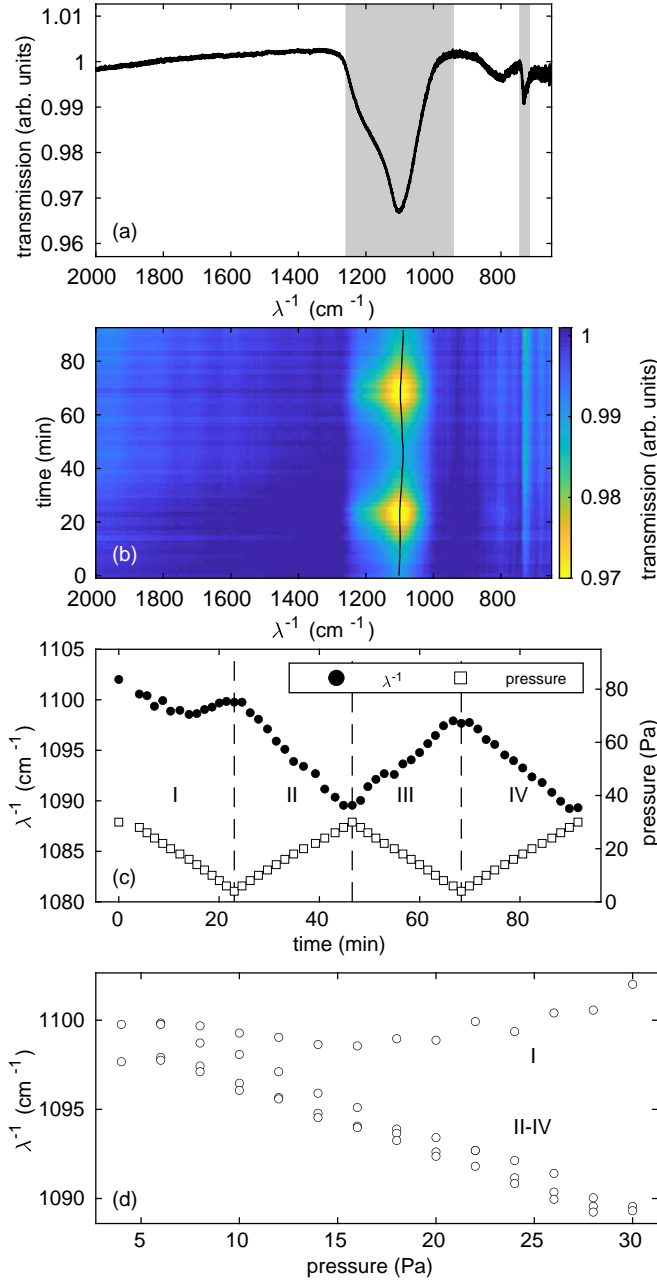 1.01
1
0.99
0.98
0.97
0.96
transmission (arb. units)
(a)
2000 1800 1600 1400 1200 1000 800
λ⁻¹ (cm⁻¹)
80
60
40
20
0
time (min)
(b)
2000 1800 1600 1400 1200 1000 800
λ⁻¹ (cm⁻¹)
1
0.99
0.98
0.97
transmission (arb. units)
1105
1100
1095
1090
1085
1080
λ⁻¹ (cm⁻¹)
λ⁻¹ pressure
I II III IV
(c)
80
60
40
20
0
pressure (Pa)
0 20 40 60 80
time (min)
1100
1095
1090
λ⁻¹ (cm⁻¹)
I
II-IV
(d)
5 10 15 20 25 30
pressure (Pa)